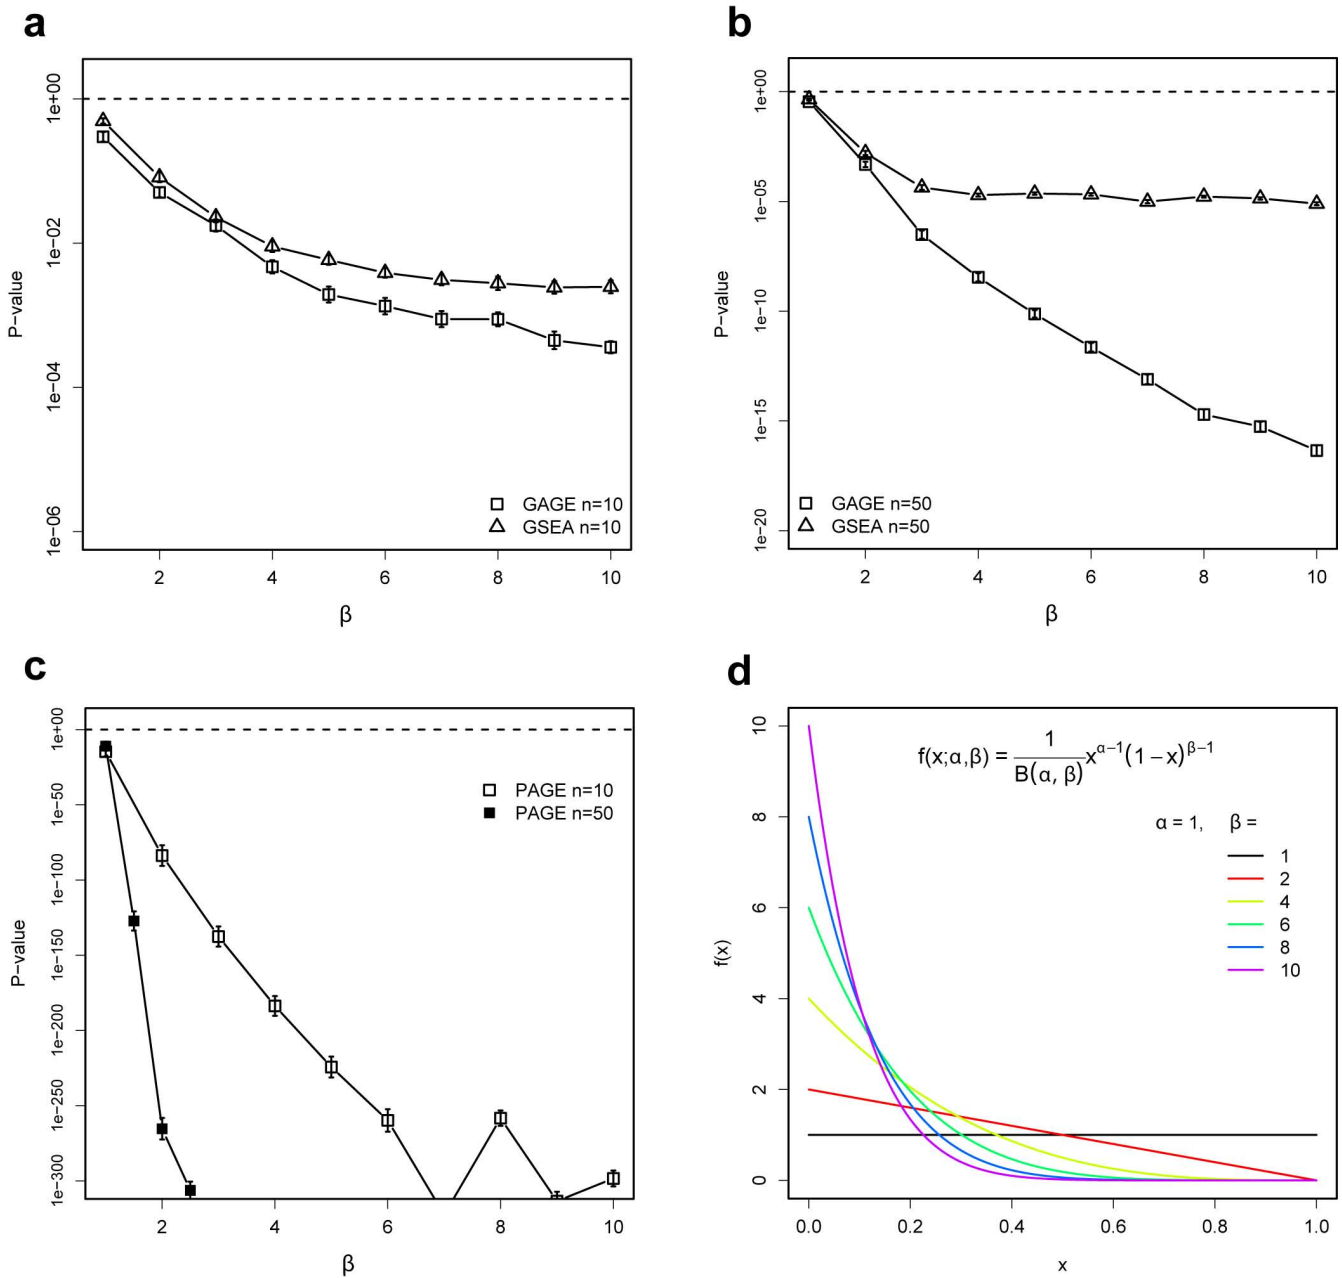 a
P-value
1e+00
1e-02
1e-04
1e-06
GAGE n=10
GSEA n=10
2 4 6 8 10
β
b
P-value
1e+00
1e-05
1e-10
1e-15
1e-20
GAGE n=50
GSEA n=50
2 4 6 8 10
β
c
P-value
1e+00
1e-50
1e-100
1e-150
1e-200
1e-250
1e-300
PAGE n=10
PAGE n=50
2 4 6 8 10
β
d
f(x)
10
8
6
4
2
0
f(x;α,β) = 1/B(α, β) x^(α−1) (1−x)^(β−1)
α = 1, β =
1
2
4
6
8
10
0.0 0.2 0.4 0.6 0.8 1.0
x